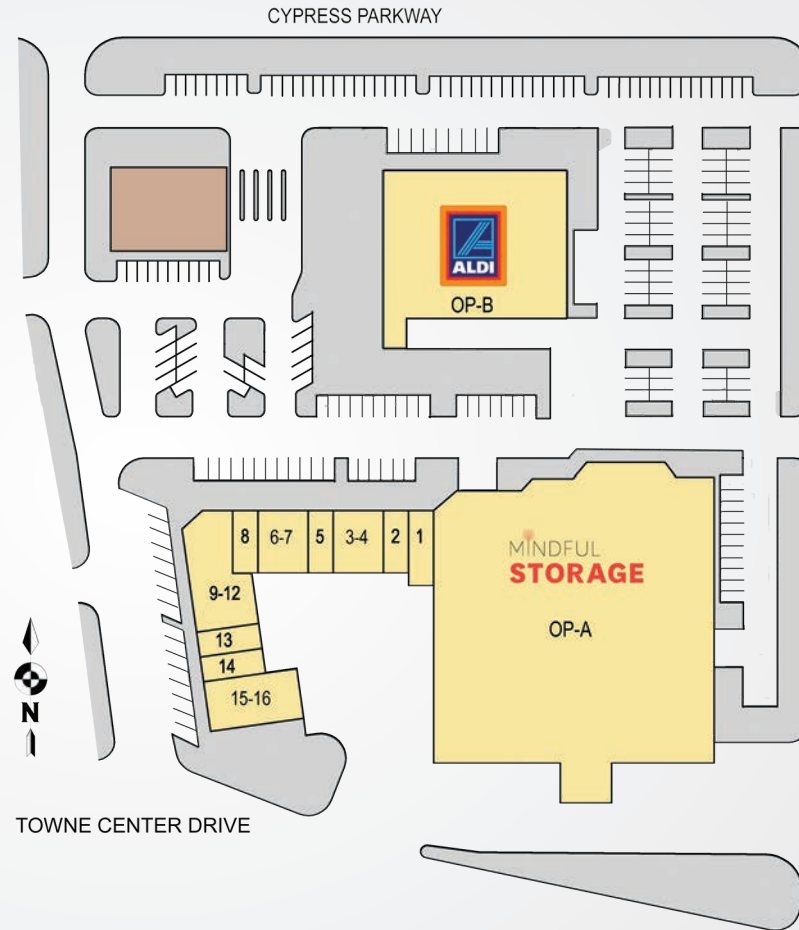 CYPRESS PARKWAY
ALDI
OP-B
8
6-7
5
3-4
2
1
MINDFUL
STORAGE
OP-A
9-12
13
14
15-16
N
TOWNE CENTER DRIVE